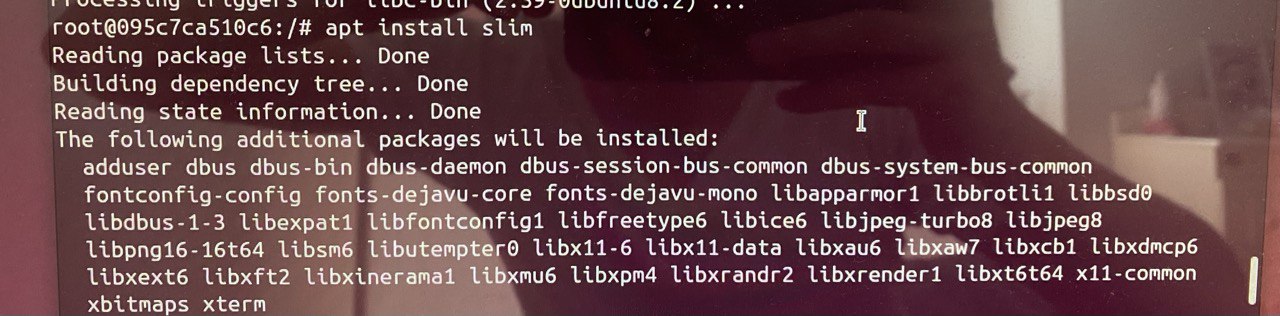 Processing triggers for libc-bin (2.39-0ubuntu8.2) ...
root@095c7ca510c6:/# apt install slim
Reading package lists... Done
Building dependency tree... Done
Reading state information... Done
The following additional packages will be installed:
adduser dbus dbus-bin dbus-daemon dbus-session-bus-common dbus-system-bus-common
fontconfig-config fonts-dejavu-core fonts-dejavu-mono libapparmor1 libbrotli1 libbsd0
libdbus-1-3 libexpat1 libfontconfig1 libfreetype6 libice6 libjpeg-turbo8 libjpeg8
libpng16-16t64 libsm6 libutempter0 libx11-6 libx11-data libxau6 libxaw7 libxcb1 libxdmcp6
libxext6 libxft2 libxinerama1 libxmu6 libxpm4 libxrandr2 libxrender1 libxt6t64 x11-common
xbitmaps xterm